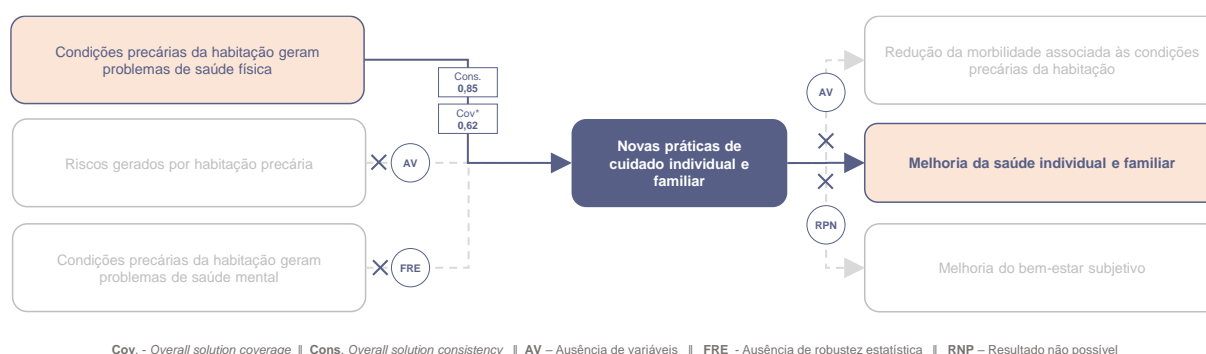 Condições precárias da habitação geram
problemas de saúde física
Cons.
0,85
Cov*
0,62
Riscos gerados por habitação precária
AV
Condições precárias da habitação geram
problemas de saúde mental
FRE
Novas práticas de
cuidado individual e
familiar
AV
RPN
Redução da morbilidade associada às condições
precárias da habitação
Melhoria da saúde individual e familiar
Melhoria do bem-estar subjetivo
Cov. - Overall solution coverage || Cons. Overall solution consistency || AV – Ausência de variáveis || FRE - Ausência de robustez estatística || RNP – Resultado não possível